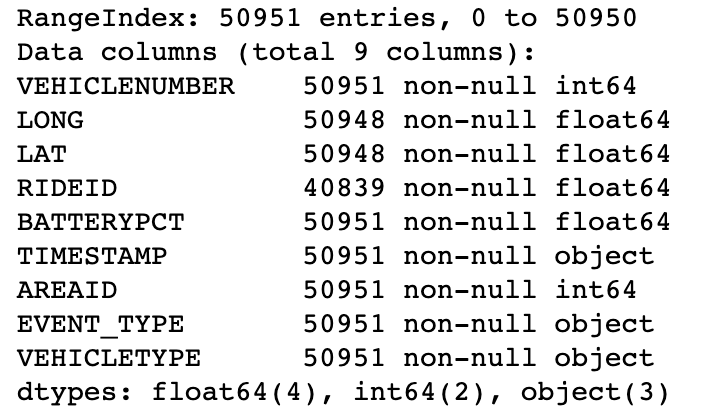 RangeIndex: 50951 entries, 0 to 50950
Data columns (total 9 columns):
VEHICLENUMBER    50951 non-null int64
LONG             50948 non-null float64
LAT              50948 non-null float64
RIDEID           40839 non-null float64
BATTERYPCT       50951 non-null float64
TIMESTAMP        50951 non-null object
AREAID           50951 non-null int64
EVENT_TYPE       50951 non-null object
VEHICLETYPE      50951 non-null object
dtypes: float64(4), int64(2), object(3)